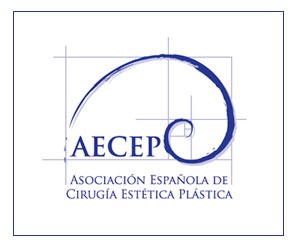 AECEP
ASOCIACIÓN ESPAÑOLA DE
CIRUGÍA ESTÉTICA PLÁSTICA